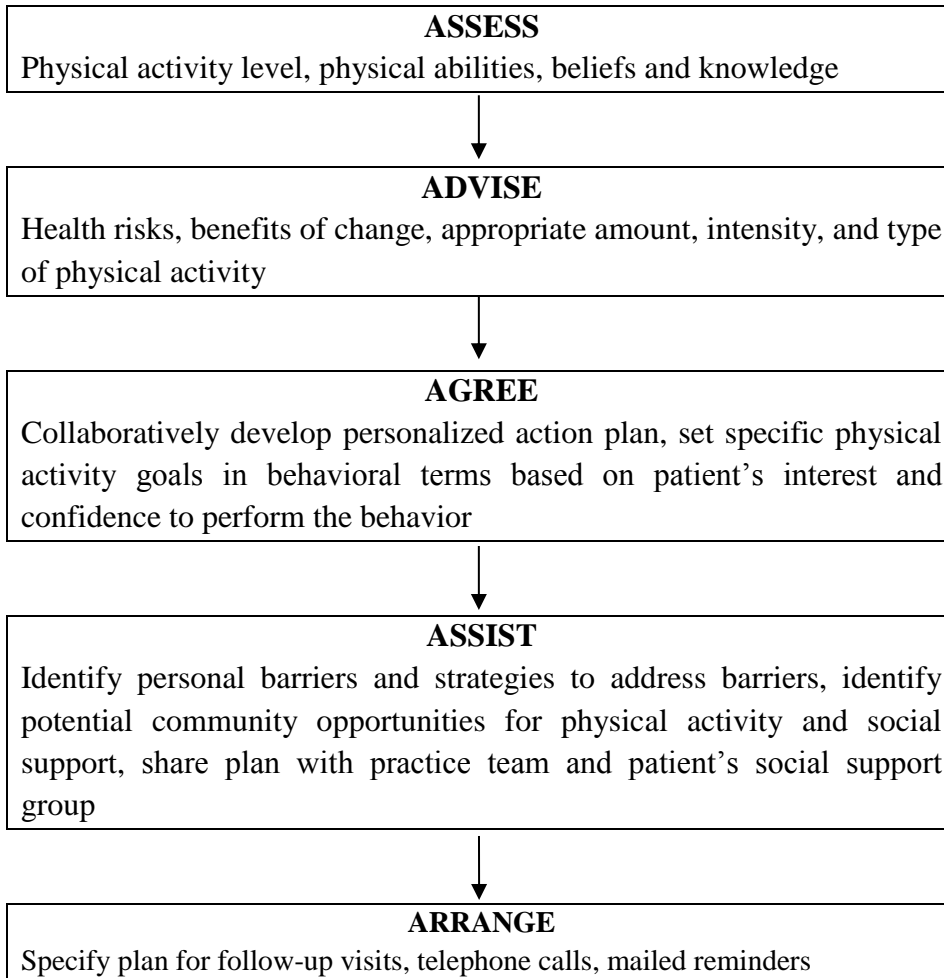 ASSESS
Physical activity level, physical abilities, beliefs and knowledge
ADVISE
Health risks, benefits of change, appropriate amount, intensity, and type
of physical activity
AGREE
Collaboratively develop personalized action plan, set specific physical
activity goals in behavioral terms based on patient’s interest and
confidence to perform the behavior
ASSIST
Identify personal barriers and strategies to address barriers, identify
potential community opportunities for physical activity and social
support, share plan with practice team and patient’s social support
group
ARRANGE
Specify plan for follow-up visits, telephone calls, mailed reminders